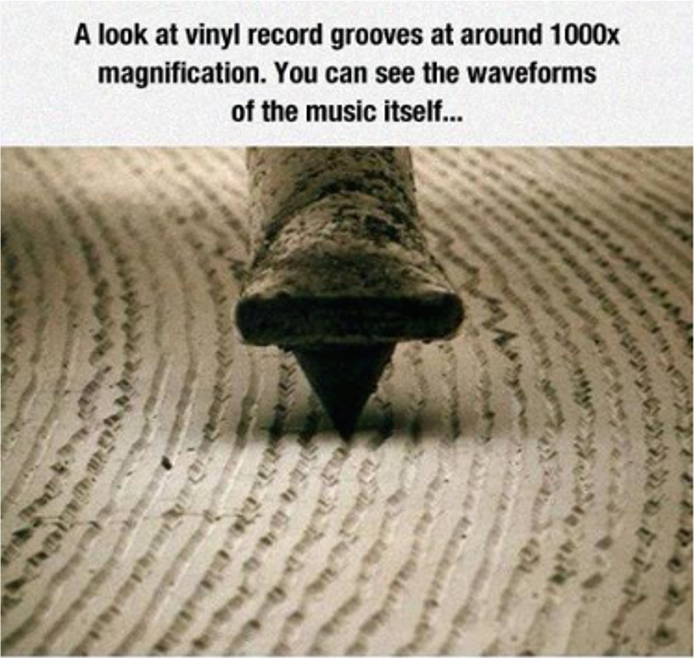 A look at vinyl record grooves at around 1000x
magnification. You can see the waveforms
of the music itself...